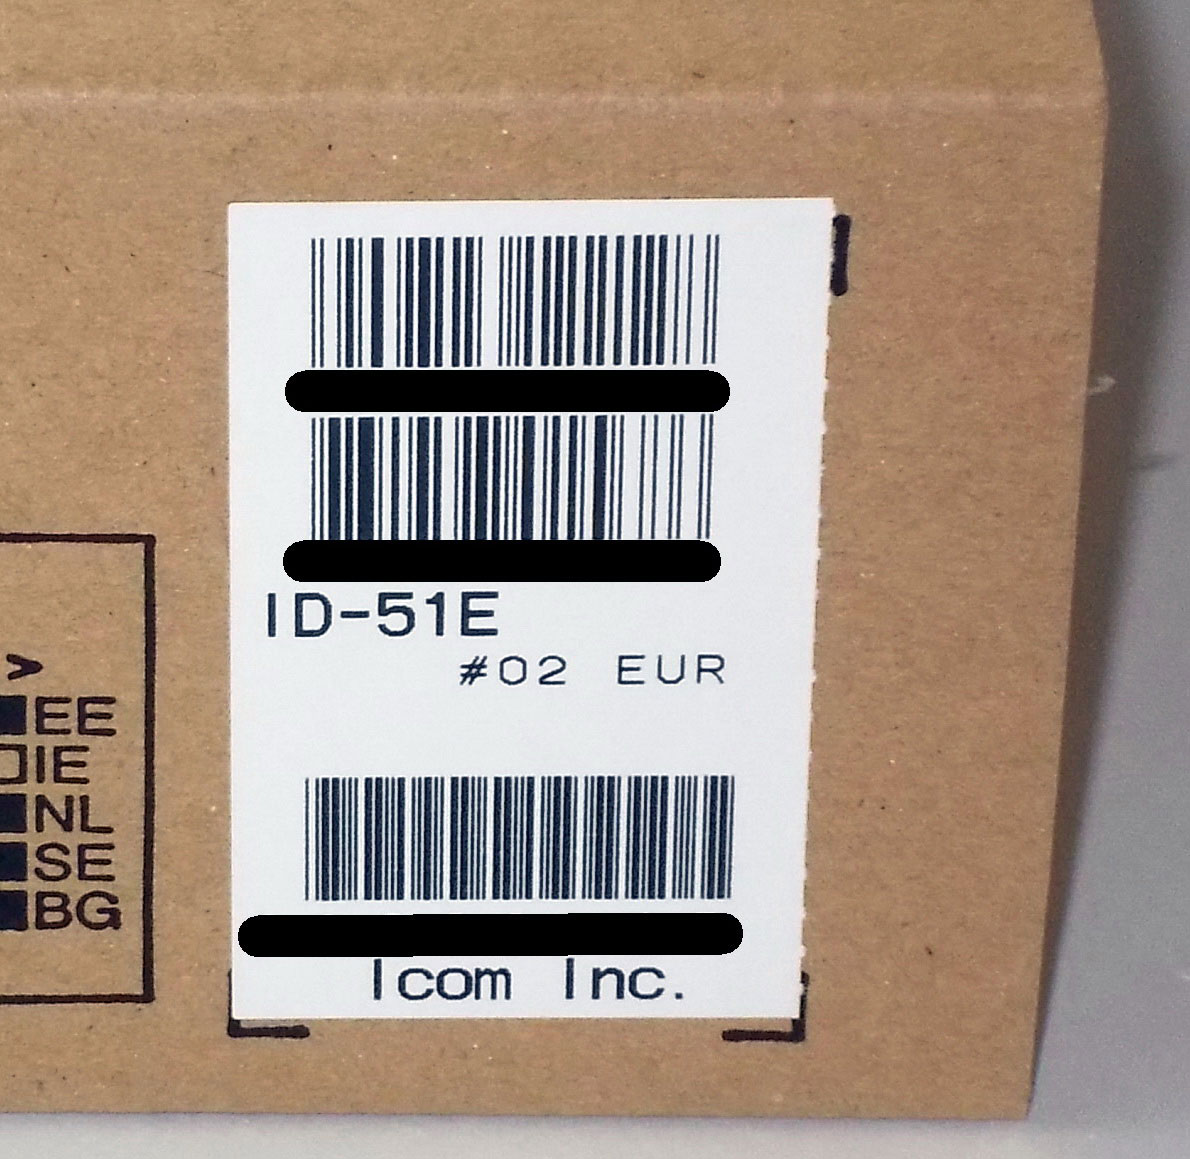 ID-51E
#02 EUR
Icom Inc.
EE
IE
NL
SE
BG